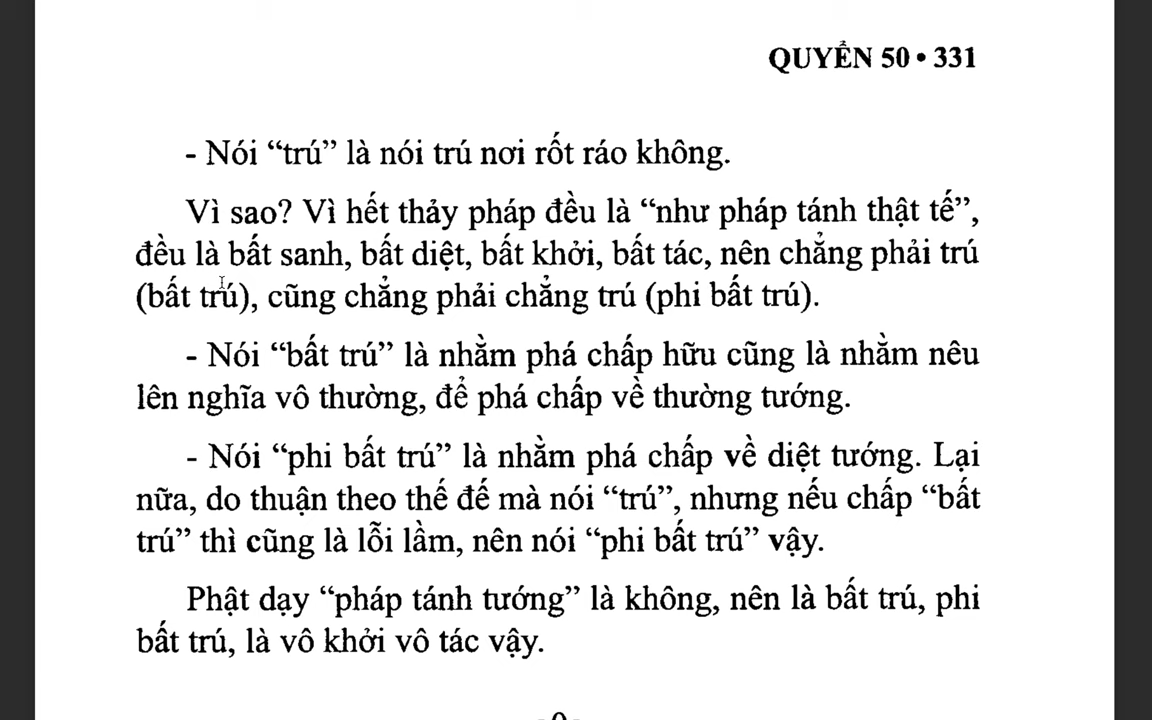 QUYỂN 50 • 331
- Nói “trú” là nói trú nơi rốt ráo không.
Vì sao? Vì hết thảy pháp đều là “như pháp tánh thật tế”,
đều là bất sanh, bất diệt, bất khởi, bất tác, nên chẳng phải trú
(bất trú), cũng chẳng phải chẳng trú (phi bất trú).
- Nói “bất trú” là nhằm phá chấp hữu cũng là nhằm nêu
lên nghĩa vô thường, để phá chấp về thường tướng.
- Nói “phi bất trú” là nhằm phá chấp về diệt tướng. Lại
nữa, do thuận theo thế đế mà nói “trú”, nhưng nếu chấp “bất
trú” thì cũng là lỗi lầm, nên nói “phi bất trú” vậy.
Phật dạy “pháp tánh tướng” là không, nên là bất trú, phi
bất trú, là vô khởi vô tác vậy.